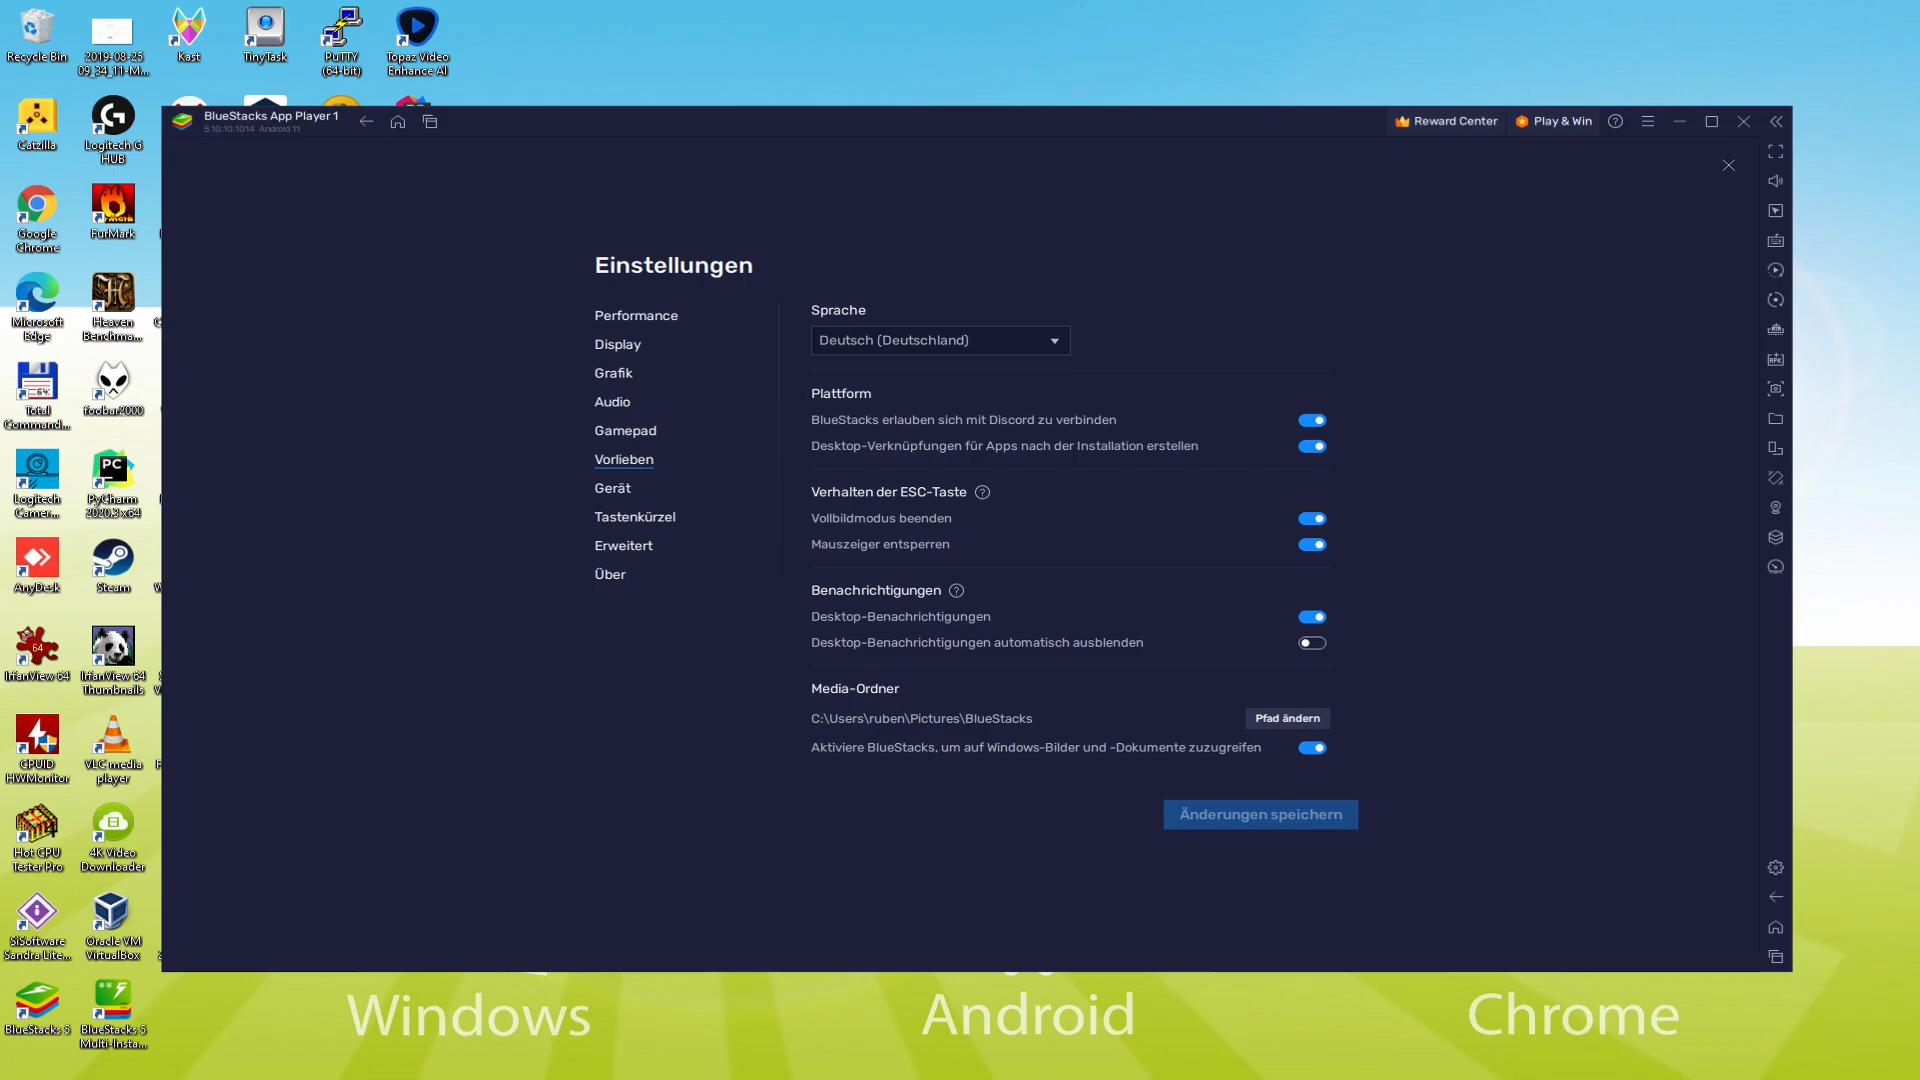 Recycle Bin
2019-08-25
09_34_11-M...
Kast
TinyTask
PuTTY
(64-bit)
Topaz Video
Enhance AI
Catzilla
Logitech G
HUB
Google
Chrome
FurMark
Microsoft
Edge
Heaven
Benchma...
Total
Command...
foobar2000
Logitech
Camer...
PyCharm
2020.3 x64
AnyDesk
Steam
IrfanView 64
IrfanView 64
Thumbnails
CPUID
HWMonitor
VLC media
player
Hot CPU
Tester Pro
4K Video
Downloader
SiSoftware
Sandra Lite...
Oracle VM
VirtualBox
BlueStacks 5
BlueStacks 5
Multi-Insta...
BlueStacks App Player 1
5.10.10.1014 Android 11
Reward Center
Play & Win
Einstellungen
Performance
Display
Grafik
Audio
Gamepad
Vorlieben
Gerät
Tastenkürzel
Erweitert
Über
Sprache
Deutsch (Deutschland)
Plattform
BlueStacks erlauben sich mit Discord zu verbinden
Desktop-Verknüpfungen für Apps nach der Installation erstellen
Verhalten der ESC-Taste
Vollbildmodus beenden
Mauszeiger entsperren
Benachrichtigungen
Desktop-Benachrichtigungen
Desktop-Benachrichtigungen automatisch ausblenden
Media-Ordner
C:\Users\ruben\Pictures\BlueStacks
Pfad ändern
Aktiviere BlueStacks, um auf Windows-Bilder und -Dokumente zuzugreifen
Änderungen speichern
Windows
Android
Chrome